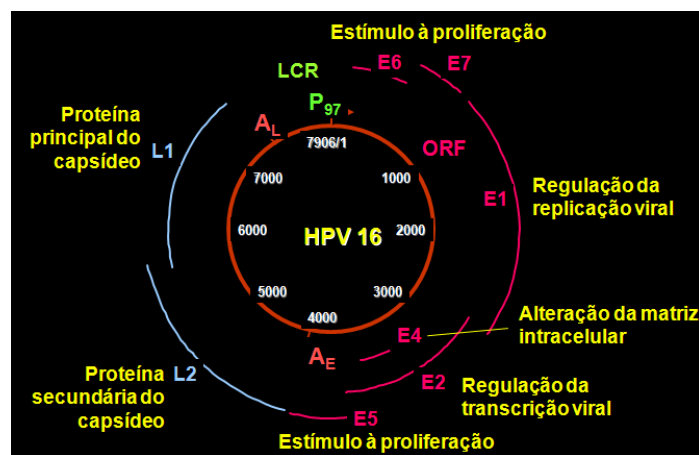 Estímulo à proliferação
LCR
E6
E7
P97
Proteína
principal do
capsídeo
L1
AL
7906/1
ORF
7000
1000
E1
Regulação da
replicação viral
6000
HPV 16
2000
5000
3000
4000
Alteração da matriz
intracelular
E4
AE
Proteína
secundária do
capsídeo
L2
E2
Regulação da
transcrição viral
E5
Estímulo à proliferação